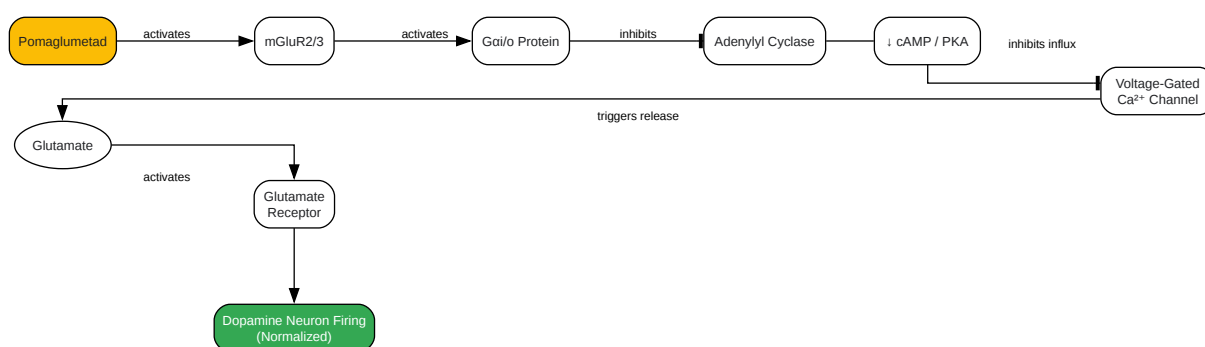 Pomaglumetad
activates
mGluR2/3
activates
Gαi/o Protein
inhibits
Adenylyl Cyclase
↓ cAMP / PKA
inhibits influx
Voltage-Gated
Ca²⁺ Channel
triggers release
Glutamate
activates
Glutamate
Receptor
Dopamine Neuron Firing
(Normalized)